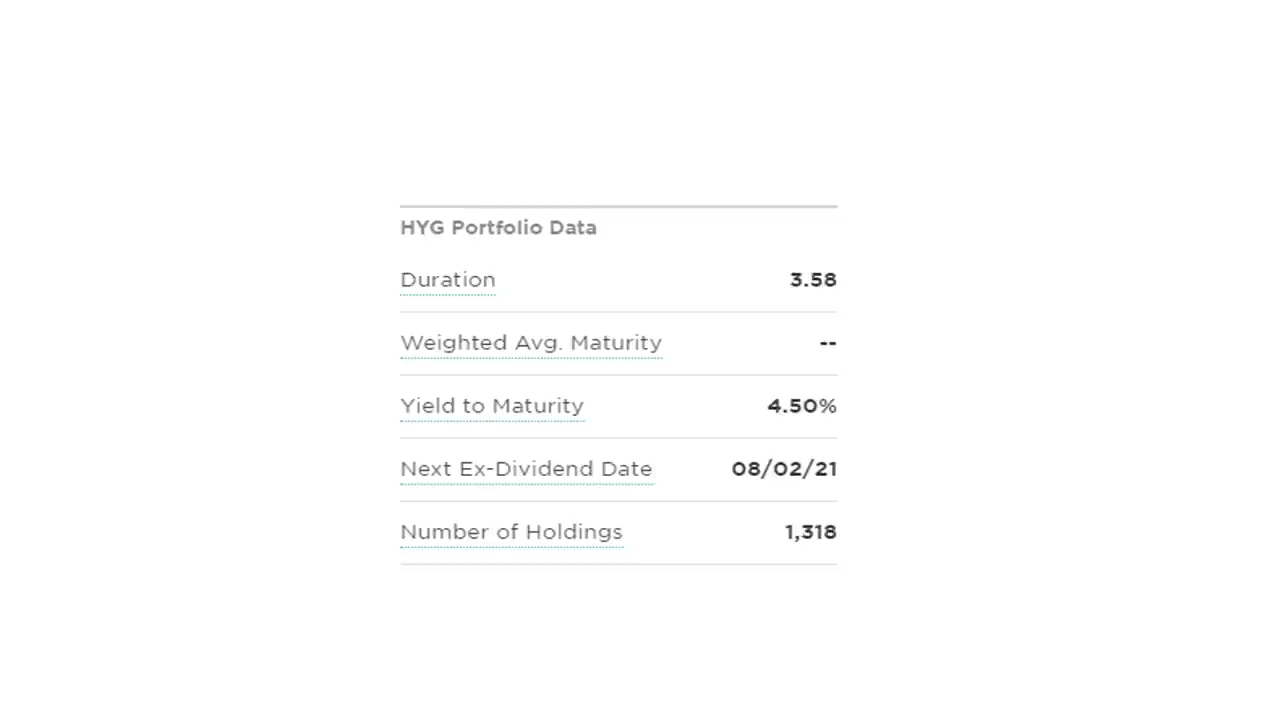 HYG Portfolio Data
Duration 3.58
Weighted Avg. Maturity --
Yield to Maturity 4.50%
Next Ex-Dividend Date 08/02/21
Number of Holdings 1,318